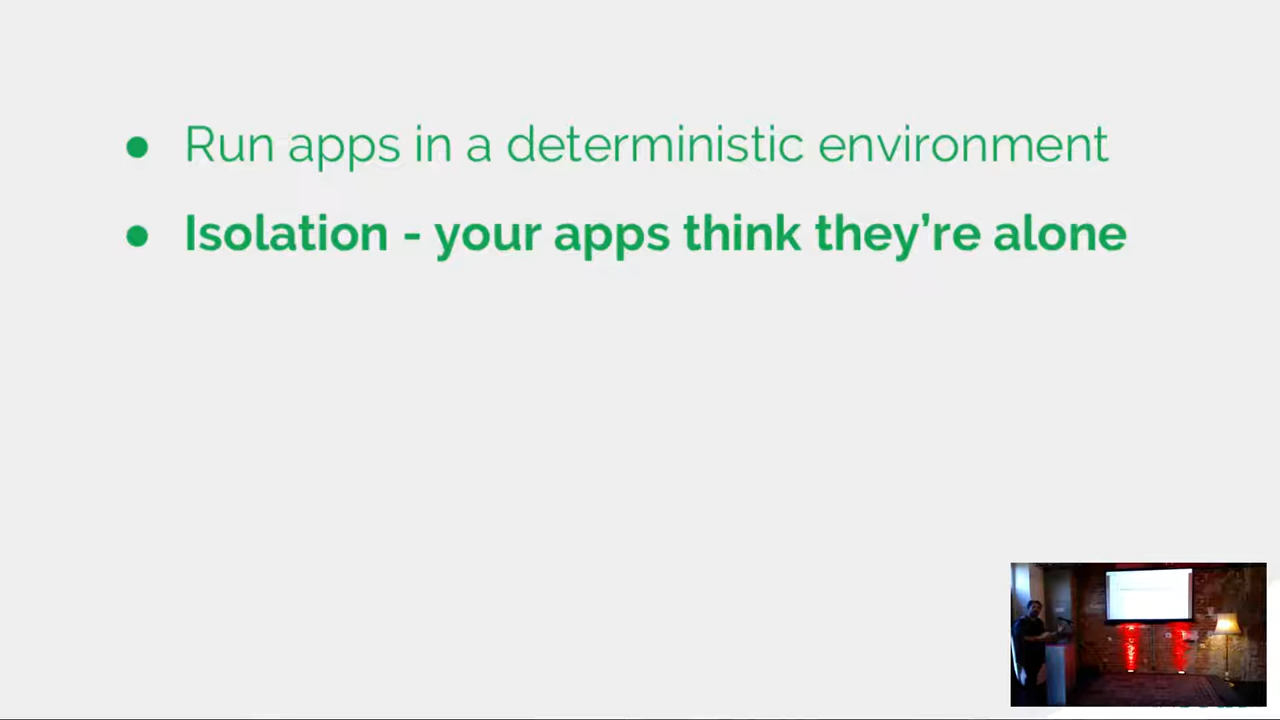 ● Run apps in a deterministic environment
● Isolation - your apps think they’re alone